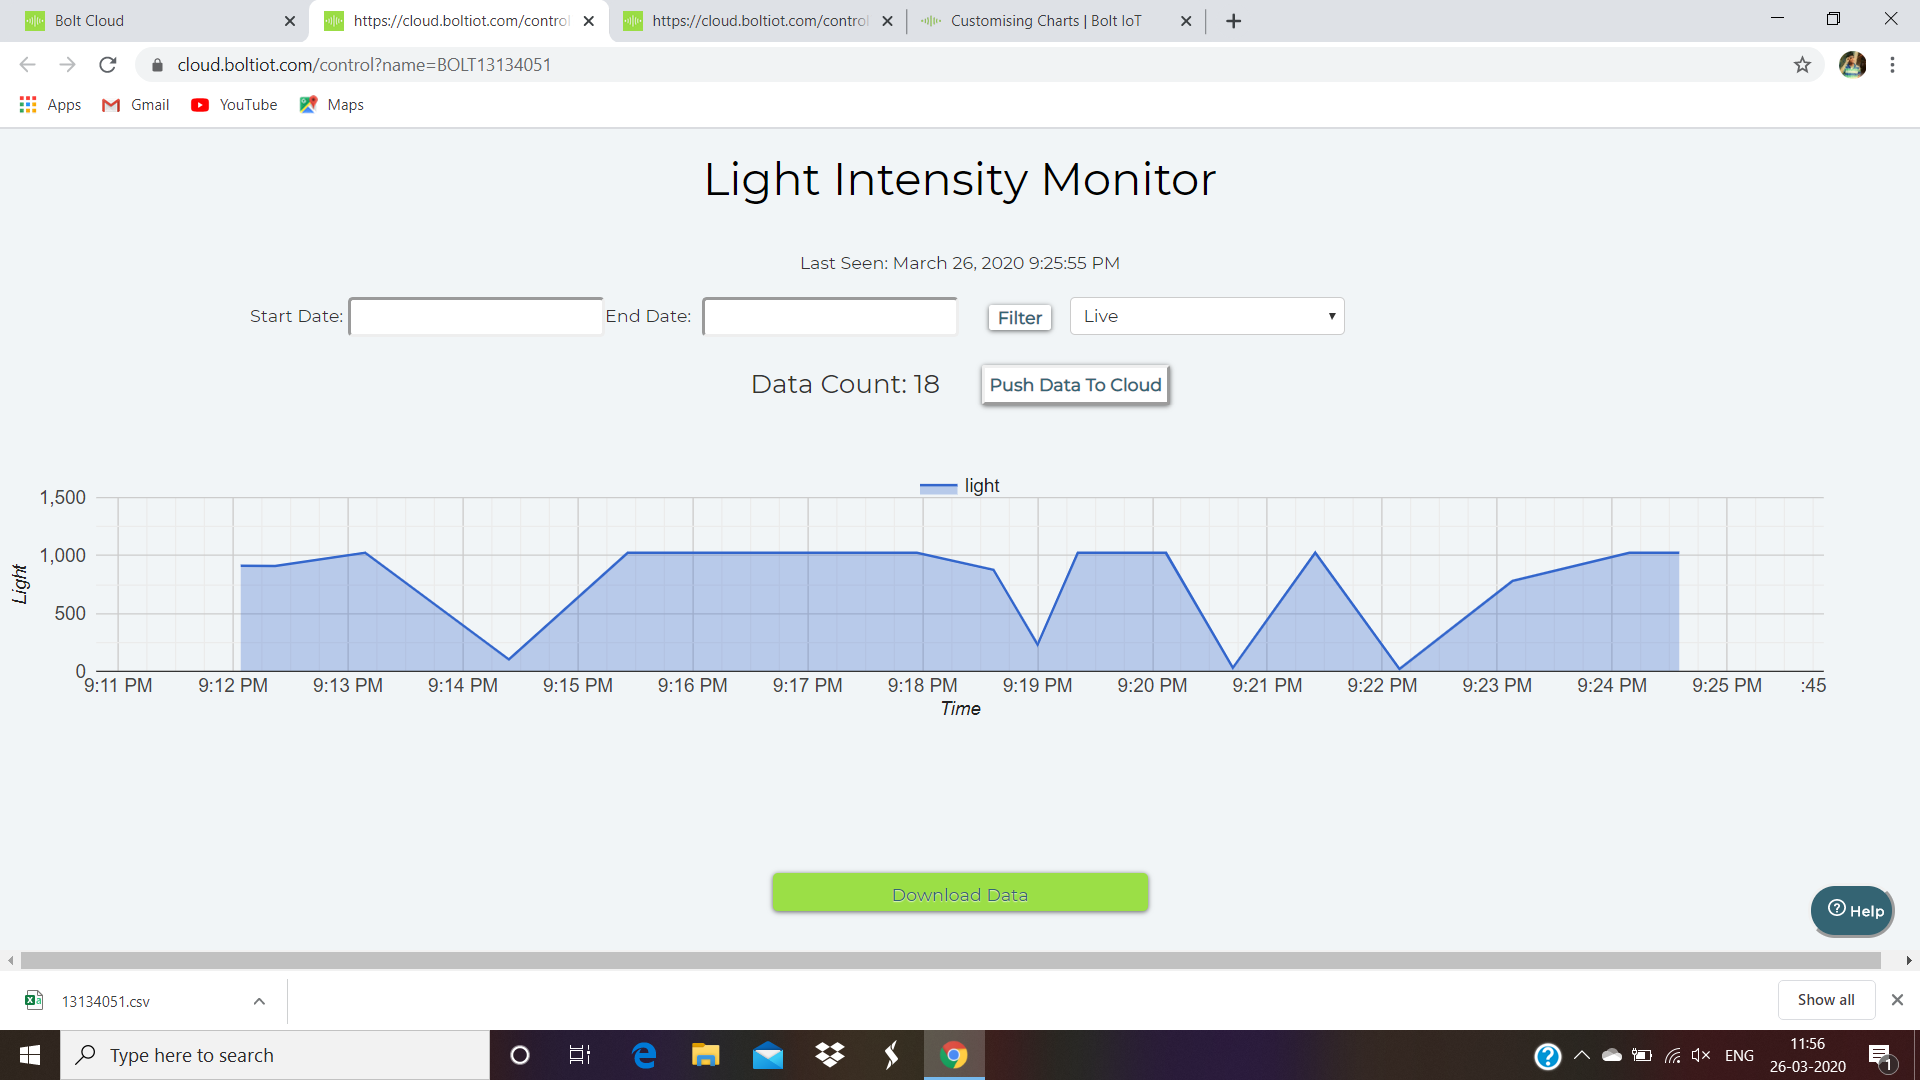 Bolt Cloud
https://cloud.boltiot.com/control
https://cloud.boltiot.com/control
Customising Charts | Bolt IoT
cloud.boltiot.com/control?name=BOLT13134051
Apps
Gmail
YouTube
Maps
Light Intensity Monitor
Last Seen: March 26, 2020 9:25:55 PM
Start Date:
End Date:
Filter
Live
Data Count: 18
Push Data To Cloud
light
1,500
1,000
500
0
Light
9:11 PM 9:12 PM 9:13 PM 9:14 PM 9:15 PM 9:16 PM 9:17 PM 9:18 PM 9:19 PM 9:20 PM 9:21 PM 9:22 PM 9:23 PM 9:24 PM 9:25 PM :45
Time
Download Data
Help
13134051.csv
Show all
Type here to search
ENG
11:56
26-03-2020
1